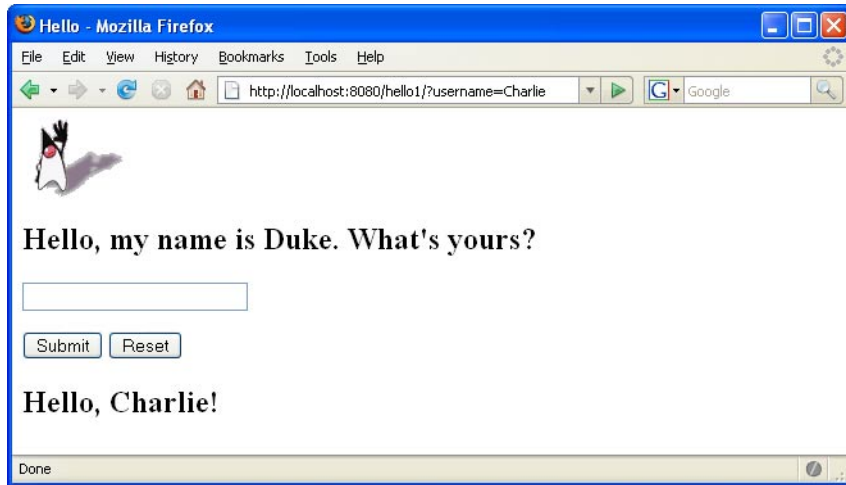 Hello - Mozilla Firefox
File Edit View History Bookmarks Tools Help
http://localhost:8080/hello1/?username=Charlie G Google
Hello, my name is Duke. What's yours?
Submit Reset
Hello, Charlie!
Done